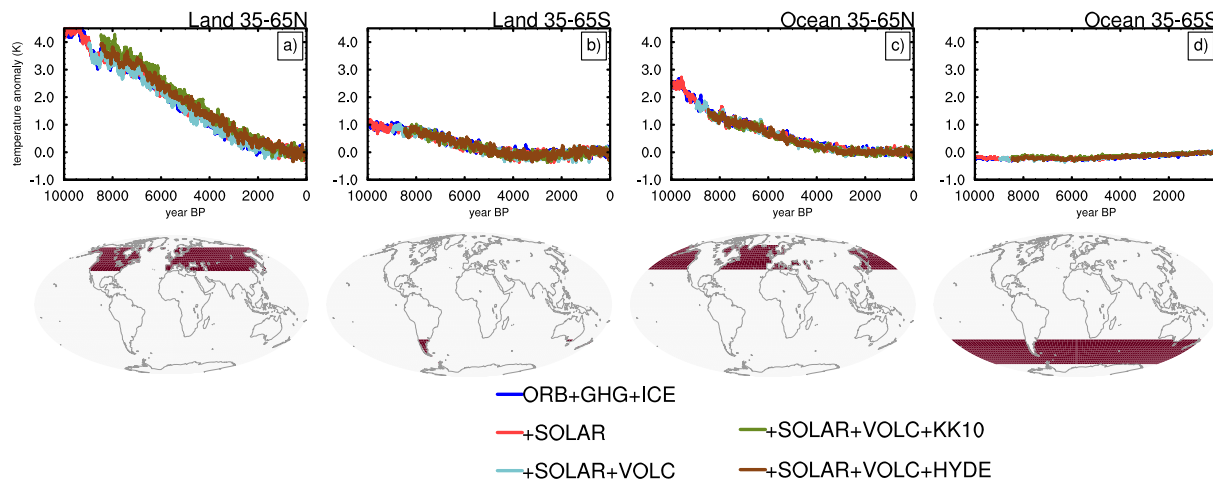 Land 35-65N
Land 35-65S
Ocean 35-65N
Ocean 35-65S
a)
b)
c)
d)
temperature anomaly (K)
4.0
3.0
2.0
1.0
0.0
-1.0
4.0
3.0
2.0
1.0
0.0
-1.0
4.0
3.0
2.0
1.0
0.0
-1.0
4.0
3.0
2.0
1.0
0.0
-1.0
10000 8000 6000 4000 2000 0
10000 8000 6000 4000 2000 0
10000 8000 6000 4000 2000 0
10000 8000 6000 4000 2000
year BP
year BP
year BP
year BP
ORB+GHG+ICE
+SOLAR
+SOLAR+VOLC
+SOLAR+VOLC+KK10
+SOLAR+VOLC+HYDE